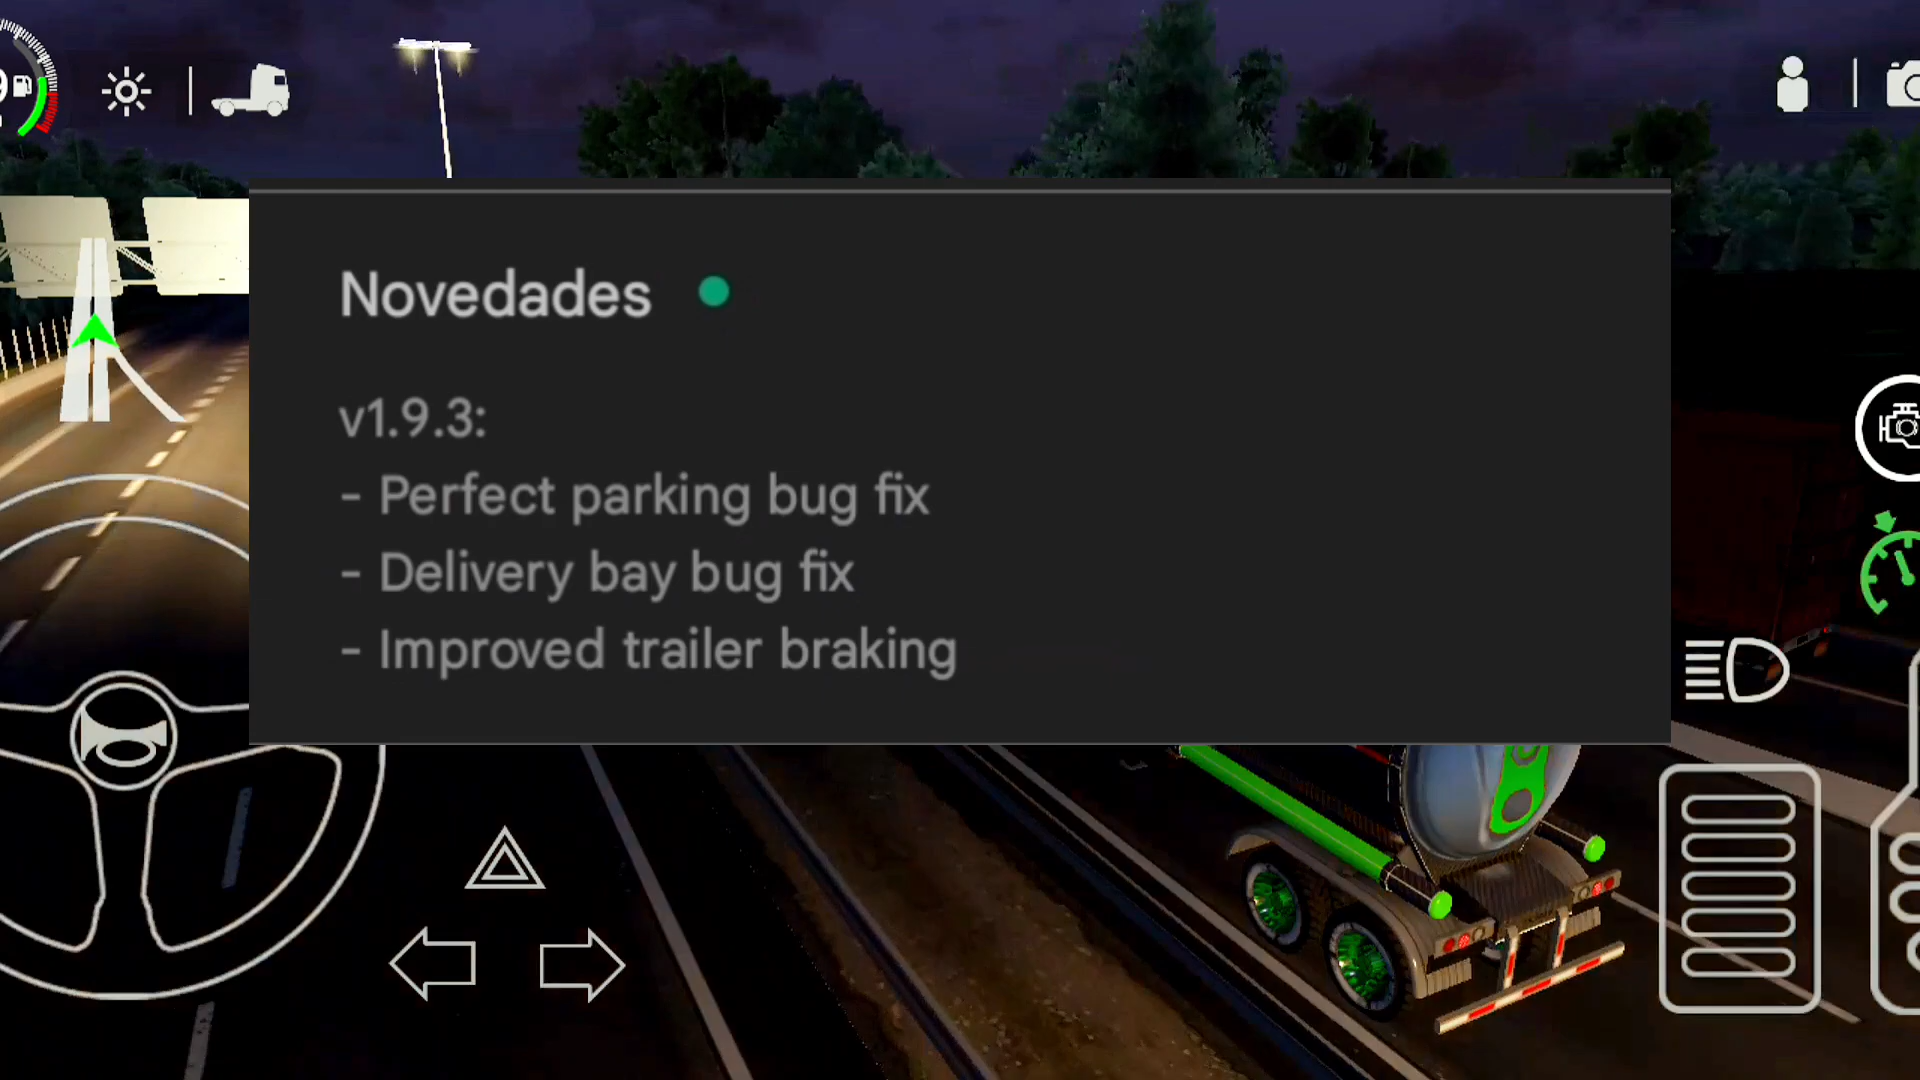 Novedades
v1.9.3:
- Perfect parking bug fix
- Delivery bay bug fix
- Improved trailer braking